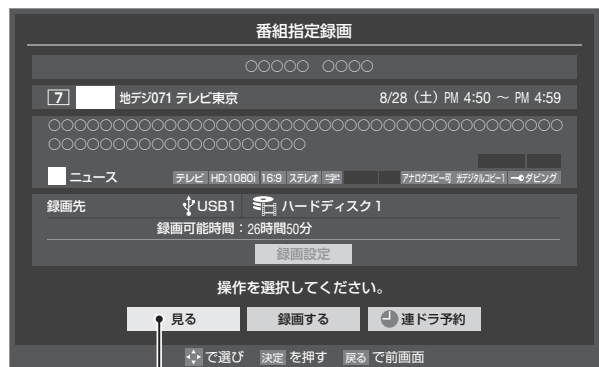 番組指定録画
○○○○○ ○○○○
7 地デジ071 テレビ東京 8/28（土）PM 4:50 ～ PM 4:59
○○○○○○○○○○○○○○○○○○○○○○○○○○○○○○○○○○○○○○○○
○○○○○○○○○○○○○○○○○○○○
ニュース テレビ HD:1080i 16:9 ステレオ 字 アナログコピー可 光デジタルコピー1 ダビング
録画先 USB1 ハードディスク1
録画可能時間：26時間50分
録画設定
操作を選択してください。
見る 録画する 連ドラ予約
で選び 決定 を押す 戻る で前画面